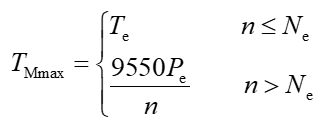 T_Mmax = { T_e n ≤ N_e
9550P_e / n n > N_e